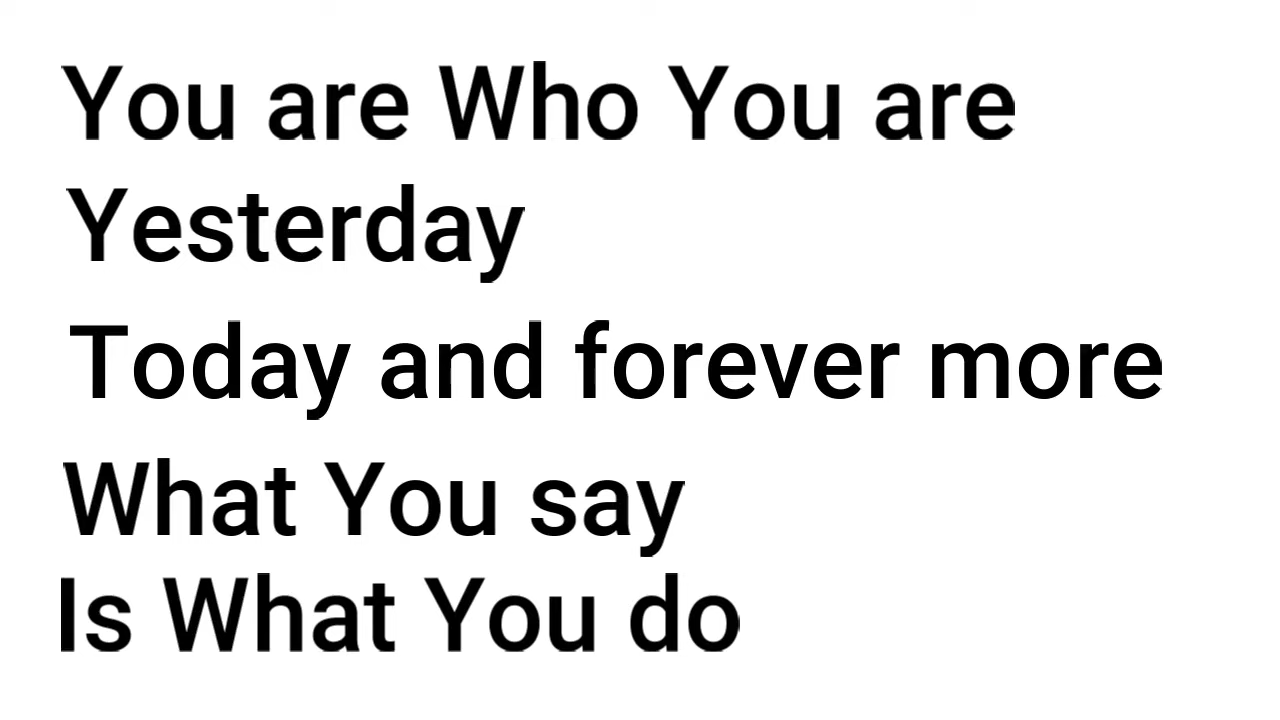 You are Who You are
Yesterday
Today and forever more
What You say
Is What You do